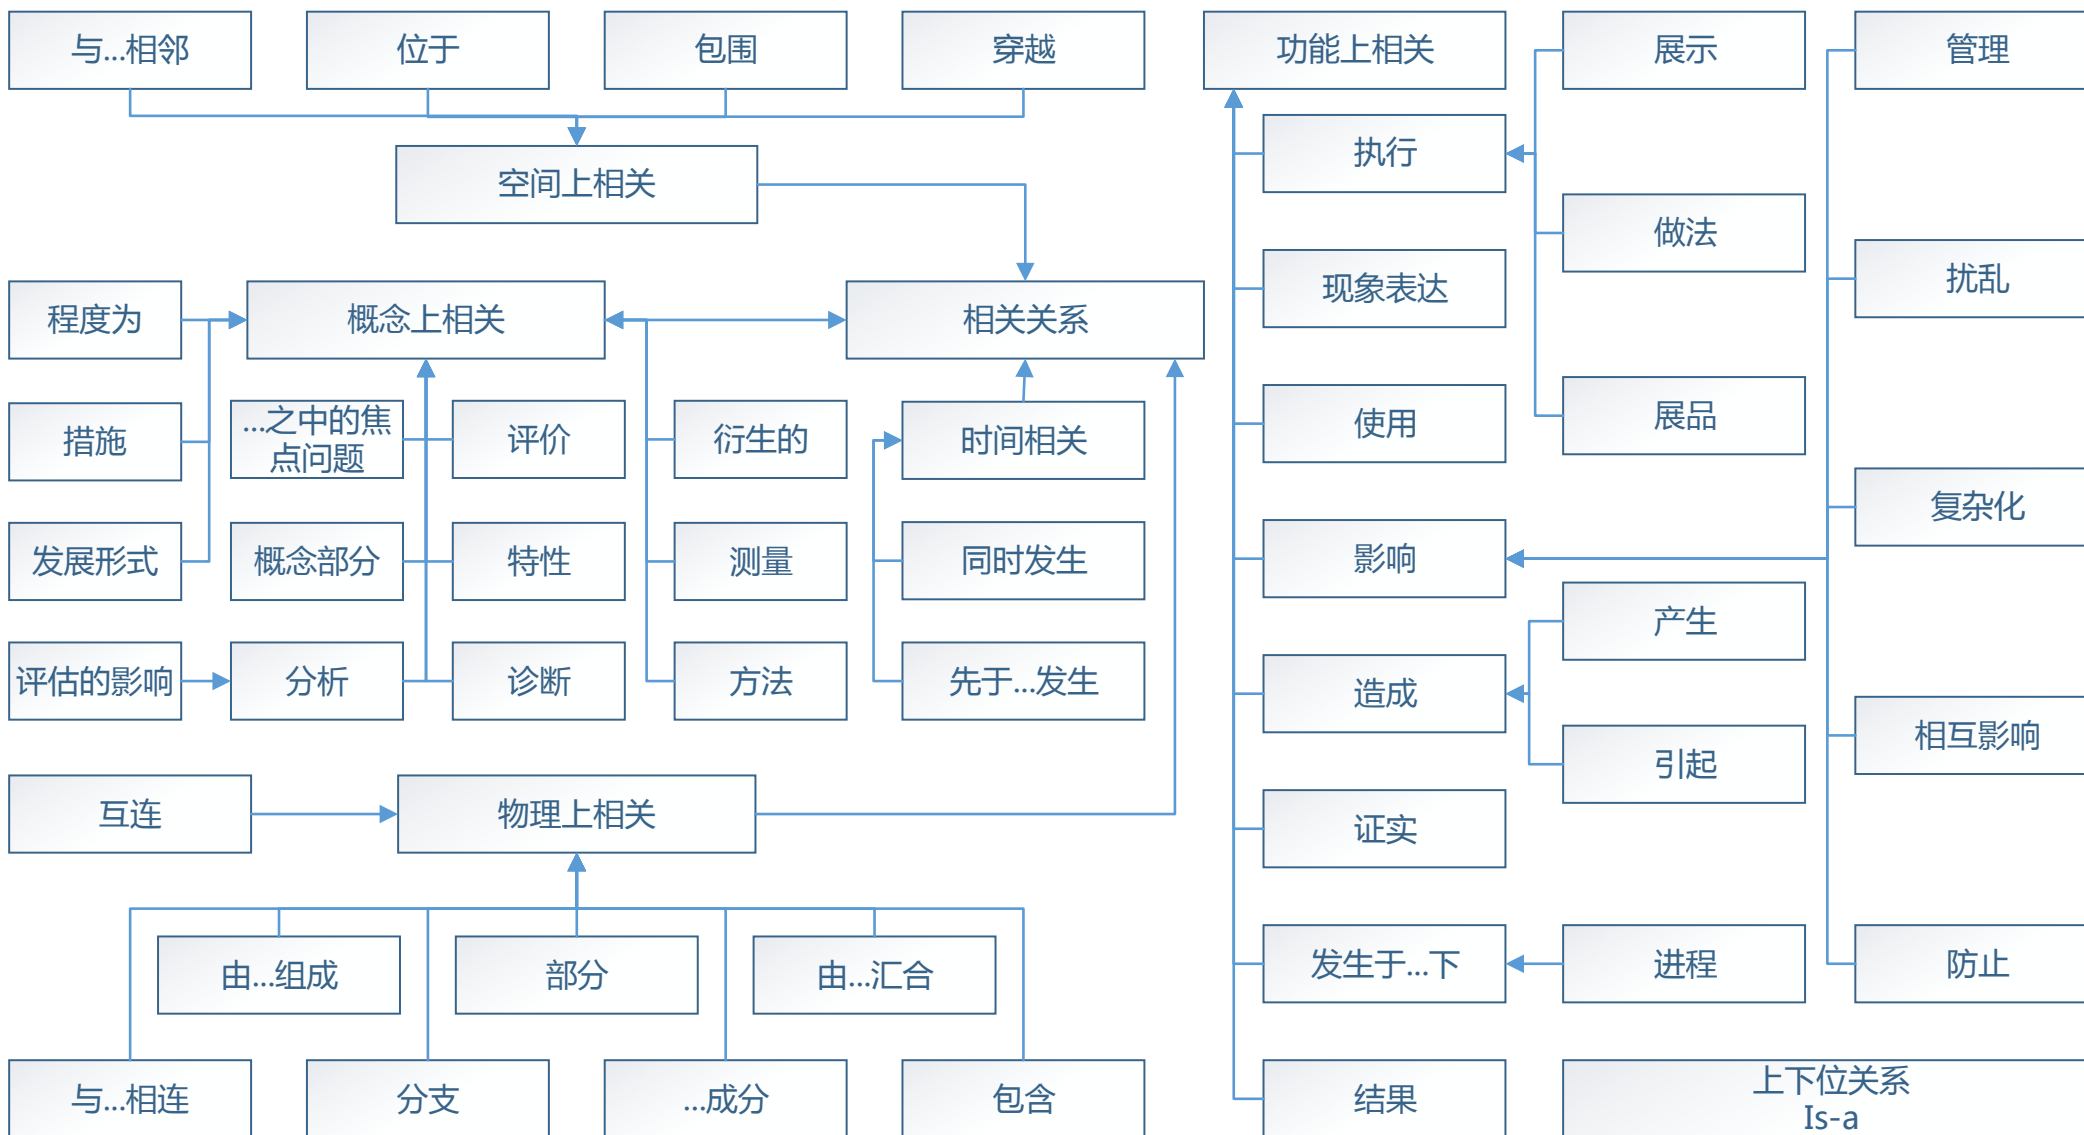 与...相邻
位于
包围
穿越
功能上相关
展示
管理
执行
空间上相关
做法
现象表达
扰乱
程度为
概念上相关
相关关系
使用
展品
措施
...之中的焦
点问题
评价
衍生的
时间相关
复杂化
发展形式
概念部分
特性
测量
同时发生
影响
产生
评估的影响
分析
诊断
方法
先于...发生
造成
相互影响
引起
互连
物理上相关
证实
由...组成
部分
由...汇合
发生于...下
进程
防止
与...相连
分支
...成分
包含
结果
上下位关系
Is-a